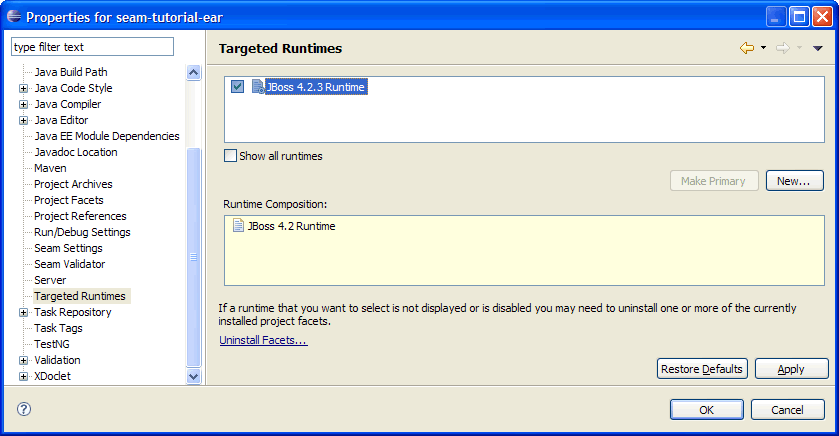 Properties for seam-tutorial-ear
type filter text
Java Build Path
Java Code Style
Java Compiler
Java Editor
Java EE Module Dependencies
Javadoc Location
Maven
Project Archives
Project Facets
Project References
Run/Debug Settings
Seam Settings
Seam Validator
Server
Targeted Runtimes
Task Repository
Task Tags
TestNG
Validation
XDoclet
Targeted Runtimes
JBoss 4.2.3 Runtime
Show all runtimes
Make Primary
New...
Runtime Composition:
JBoss 4.2 Runtime
If a runtime that you want to select is not displayed or is disabled you may need to uninstall one or more of the currently
installed project facets.
Uninstall Facets...
Restore Defaults
Apply
?
OK
Cancel